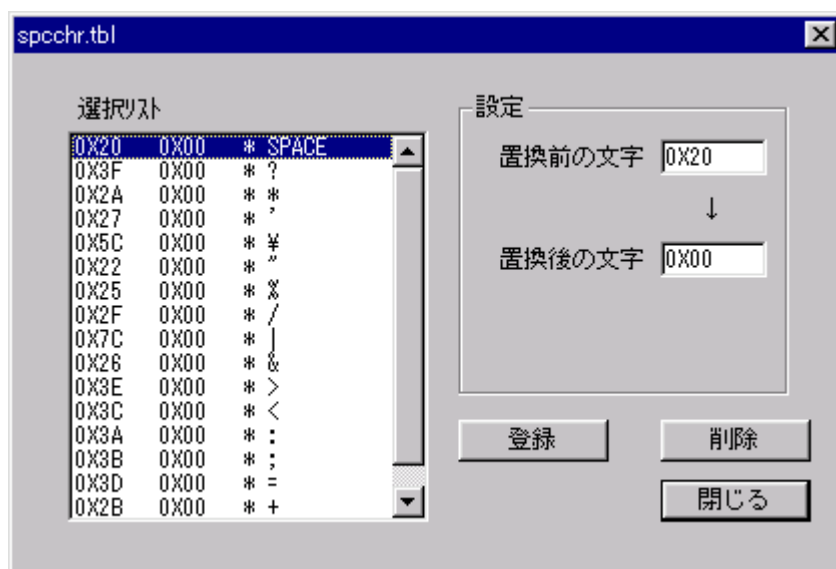 spcchr.tbl
選択リスト
0X20 0X00 * SPACE
0X3F 0X00 * ?
0X2A 0X00 * *
0X27 0X00 * ’
0X5C 0X00 * ¥
0X22 0X00 * ”
0X25 0X00 * %
0X2F 0X00 * /
0X7C 0X00 * |
0X26 0X00 * &
0X3E 0X00 * >
0X3C 0X00 * <
0X3A 0X00 * :
0X3B 0X00 * ;
0X3D 0X00 * =
0X2B 0X00 * +
設定
置換前の文字 0X20
↓
置換後の文字 0X00
登録
削除
閉じる